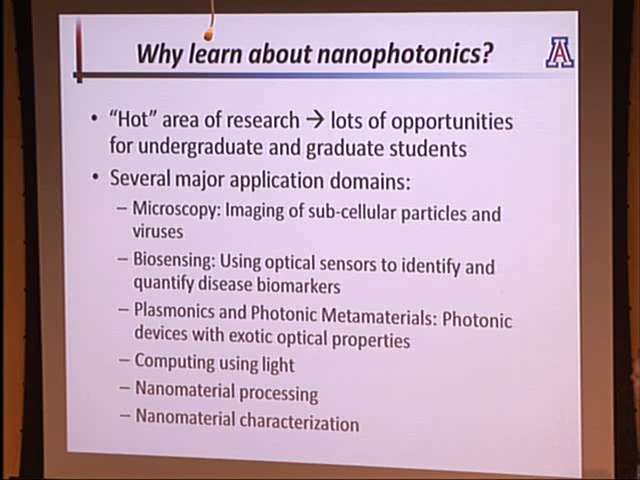 Why learn about nanophotonics?
A
• “Hot” area of research → lots of opportunities
for undergraduate and graduate students
• Several major application domains:
– Microscopy: Imaging of sub-cellular particles and
viruses
– Biosensing: Using optical sensors to identify and
quantify disease biomarkers
– Plasmonics and Photonic Metamaterials: Photonic
devices with exotic optical properties
– Computing using light
– Nanomaterial processing
– Nanomaterial characterization